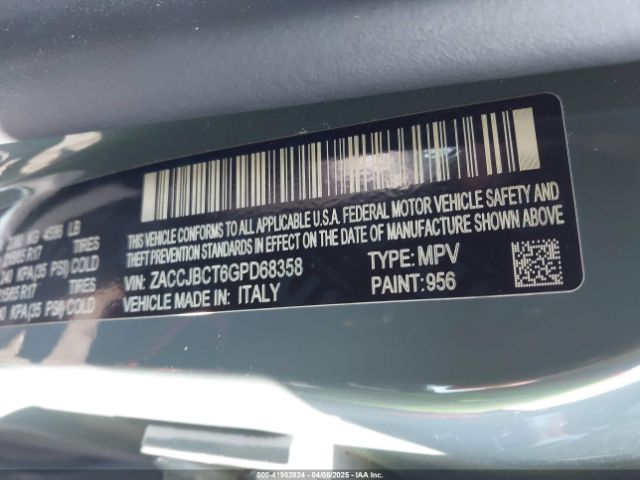 KG 4585 LB
TIRES
KPA(35 PSI) COLD
TIRES
KPA(35 PSI) COLD
THIS VEHICLE CONFORMS TO ALL APPLICABLE U.S.A. FEDERAL MOTOR VEHICLE SAFETY AND
THEFT PREVENTION STANDARDS IN EFFECT ON THE DATE OF MANUFACTURE SHOWN ABOVE
VIN: ZACCJBCT6GPD68358 TYPE: MPV
VEHICLE MADE IN: ITALY PAINT: 956
000-41982624 04/08/2025 IAA Inc.